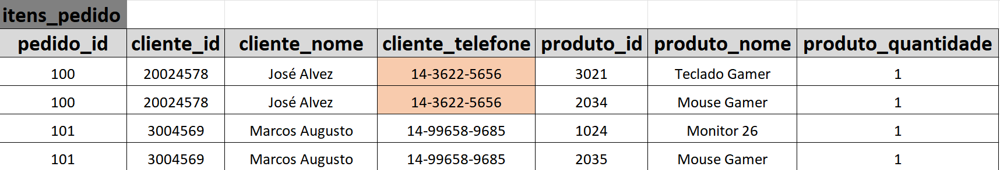 itens_pedido
pedido_id cliente_id cliente_nome cliente_telefone produto_id produto_nome produto_quantidade
100 20024578 José Alvez 14-3622-5656 3021 Teclado Gamer 1
100 20024578 José Alvez 14-3622-5656 2034 Mouse Gamer 1
101 3004569 Marcos Augusto 14-99658-9685 1024 Monitor 26 1
101 3004569 Marcos Augusto 14-99658-9685 2035 Mouse Gamer 1